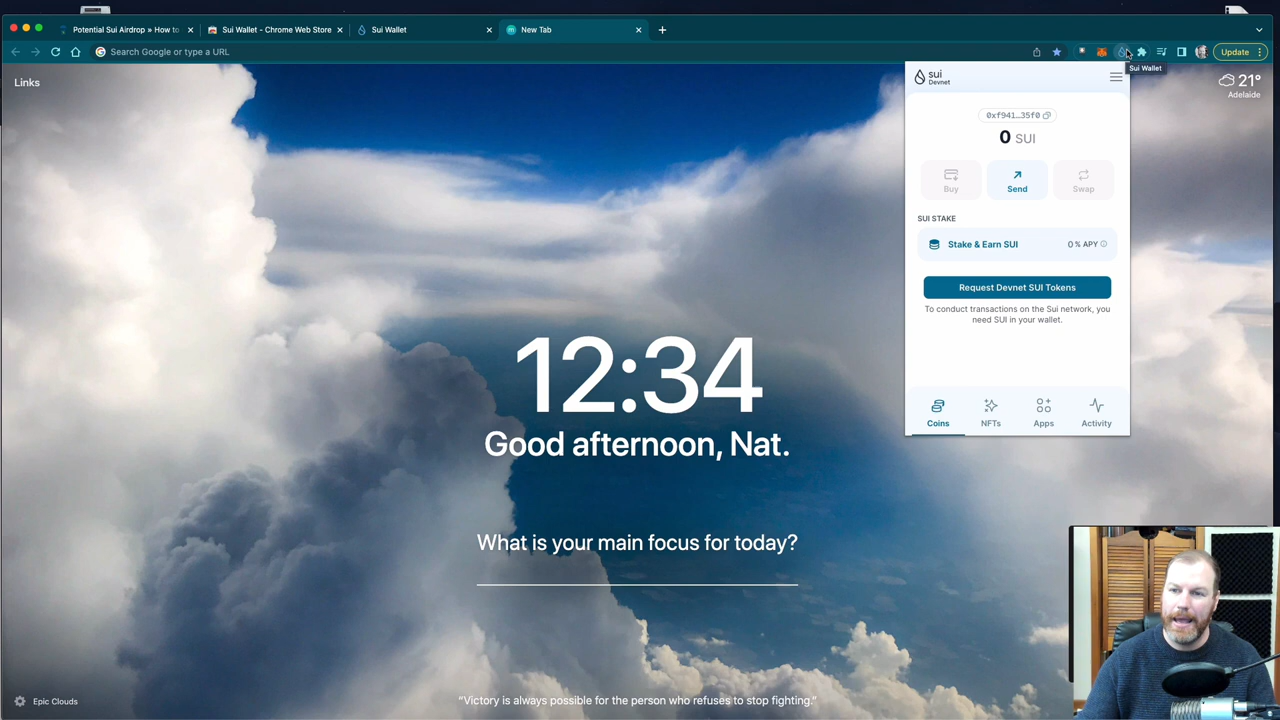 Potential Sui Airdrop » How to
Sui Wallet - Chrome Web Store
Sui Wallet
New Tab
Search Google or type a URL
Update
Sui Wallet
Links
21°
Adelaide
sui
Devnet
0xf941…35f0
0 SUI
Buy
Send
Swap
SUI STAKE
Stake & Earn SUI
0 % APY
Request Devnet SUI Tokens
To conduct transactions on the Sui network, you
need SUI in your wallet.
Coins
NFTs
Apps
Activity
12:34
Good afternoon, Nat.
What is your main focus for today?
Epic Clouds
“Victory is always possible for the person who refuses to stop fighting.”